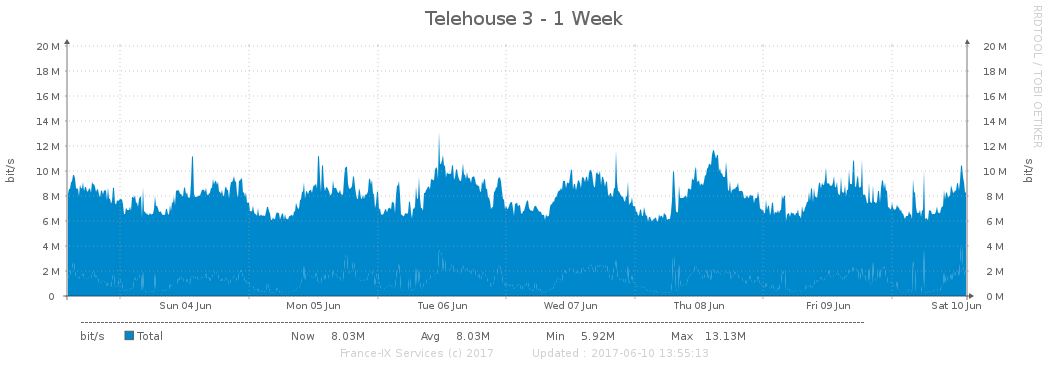 Telehouse 3 - 1 Week
RRDTOOL / TOBI OETIKER
bit/s
20 M 20 M
18 M 18 M
16 M 16 M
14 M 14 M
12 M 12 M
10 M 10 M
8 M 8 M
6 M 6 M
4 M 4 M
2 M 2 M
0 0 M
bit/s
Sun 04 Jun Mon 05 Jun Tue 06 Jun Wed 07 Jun Thu 08 Jun Fri 09 Jun Sat 10 Jun
bit/s Total Now 8.03M Avg 8.03M Min 5.92M Max 13.13M
France-IX Services (c) 2017 Updated : 2017-06-10 13:55:13